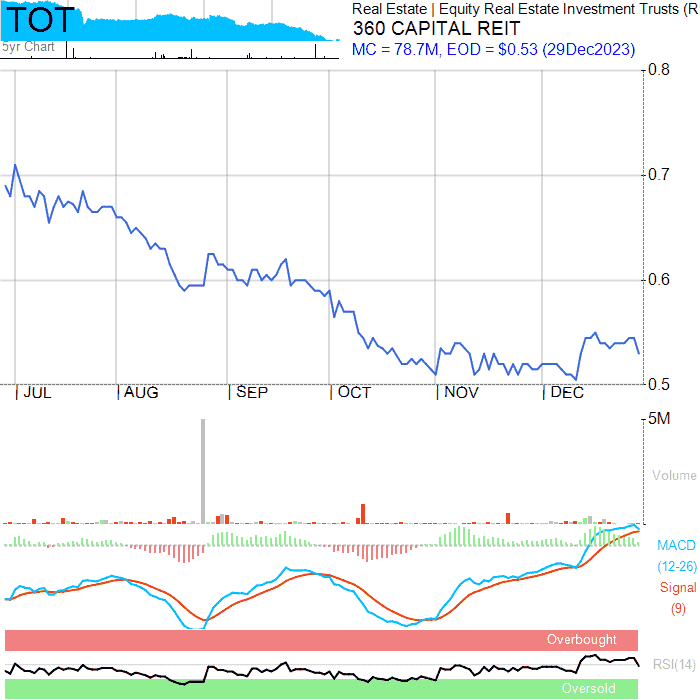 TOT
5yr Chart
Real Estate | Equity Real Estate Investment Trusts (R
360 CAPITAL REIT
MC = 78.7M, EOD = $0.53 (29Dec2023)
0.8
0.7
0.6
0.5
| JUL | AUG | SEP | OCT | NOV | DEC
5M
Volume
MACD
(12-26)
Signal
(9)
Overbought
RSI(14)
Oversold